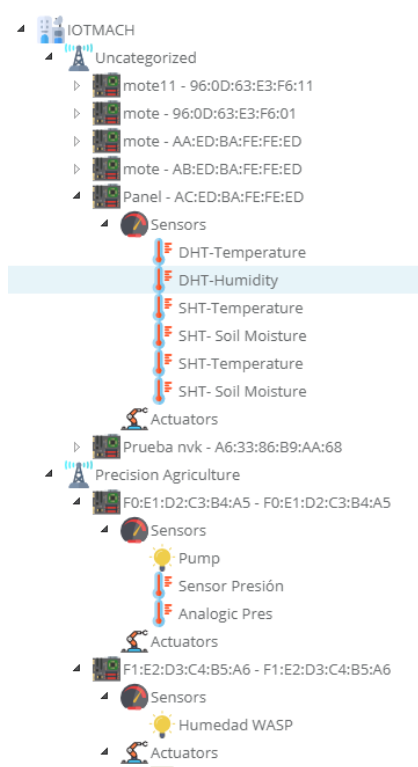 IOTMACH
Uncategorized
mote11 - 96:0D:63:E3:F6:11
mote - 96:0D:63:E3:F6:01
mote - AA:ED:BA:FE:FE:ED
mote - AB:ED:BA:FE:FE:ED
Panel - AC:ED:BA:FE:FE:ED
Sensors
DHT-Temperature
DHT-Humidity
SHT-Temperature
SHT- Soil Moisture
SHT-Temperature
SHT- Soil Moisture
Actuators
Prueba nvk - A6:33:86:B9:AA:68
Precision Agriculture
F0:E1:D2:C3:B4:A5 - F0:E1:D2:C3:B4:A5
Sensors
Pump
Sensor Presión
Analogic Pres
Actuators
F1:E2:D3:C4:B5:A6 - F1:E2:D3:C4:B5:A6
Sensors
Humedad WASP
Actuators